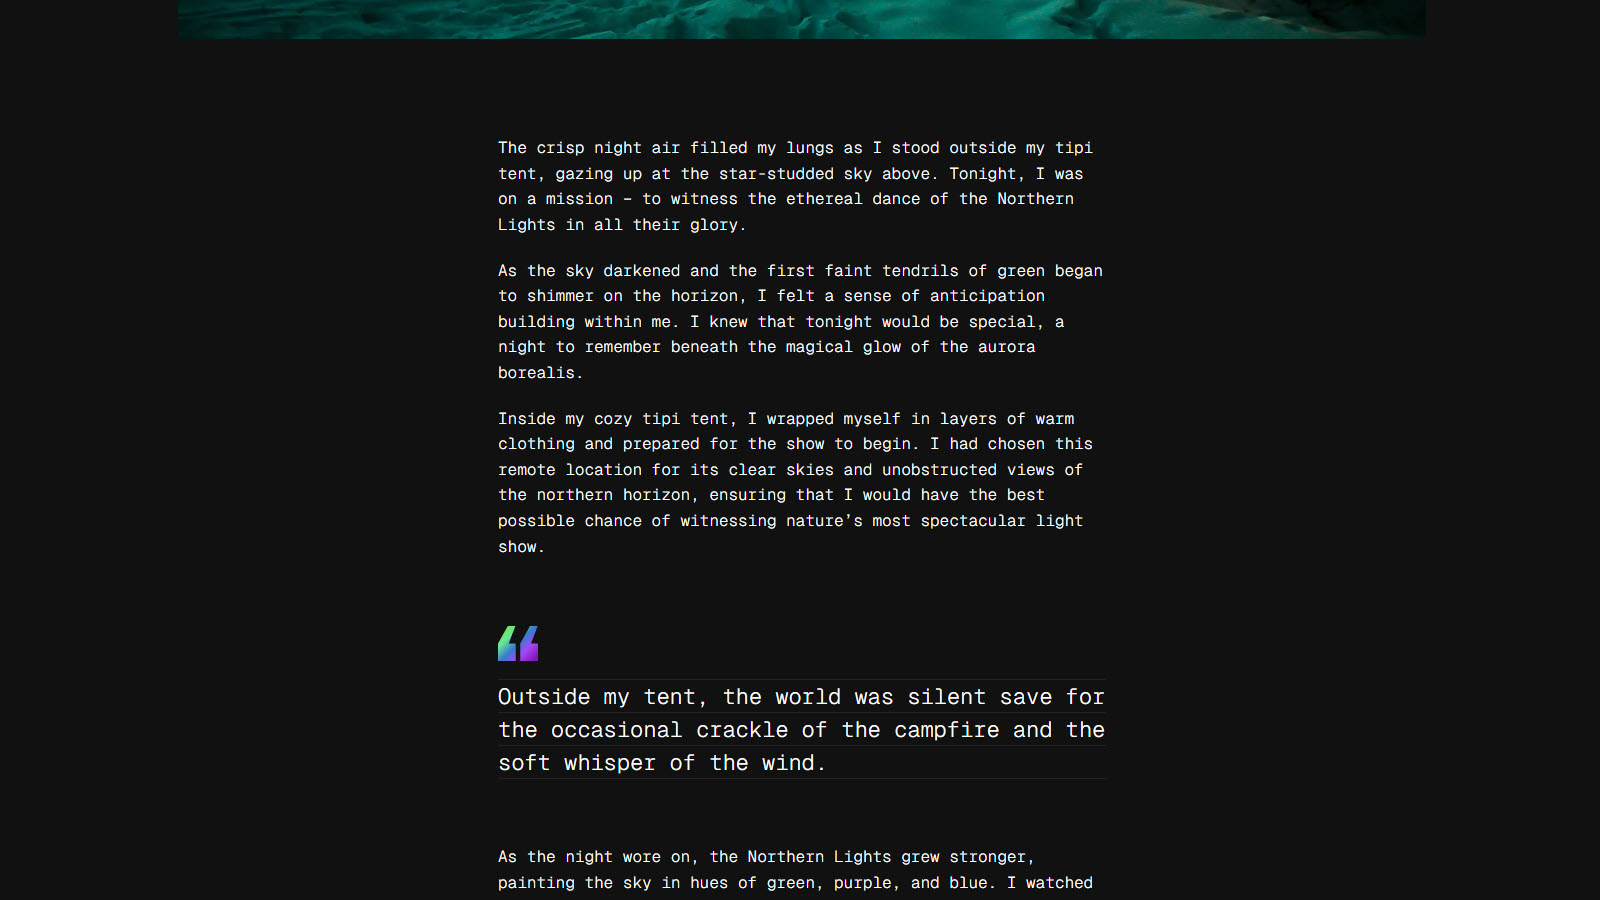 The crisp night air filled my lungs as I stood outside my tipi
tent, gazing up at the star-studded sky above. Tonight, I was
on a mission – to witness the ethereal dance of the Northern
Lights in all their glory.
As the sky darkened and the first faint tendrils of green began
to shimmer on the horizon, I felt a sense of anticipation
building within me. I knew that tonight would be special, a
night to remember beneath the magical glow of the aurora
borealis.
Inside my cozy tipi tent, I wrapped myself in layers of warm
clothing and prepared for the show to begin. I had chosen this
remote location for its clear skies and unobstructed views of
the northern horizon, ensuring that I would have the best
possible chance of witnessing nature’s most spectacular light
show.
“
Outside my tent, the world was silent save for
the occasional crackle of the campfire and the
soft whisper of the wind.
As the night wore on, the Northern Lights grew stronger,
painting the sky in hues of green, purple, and blue. I watched